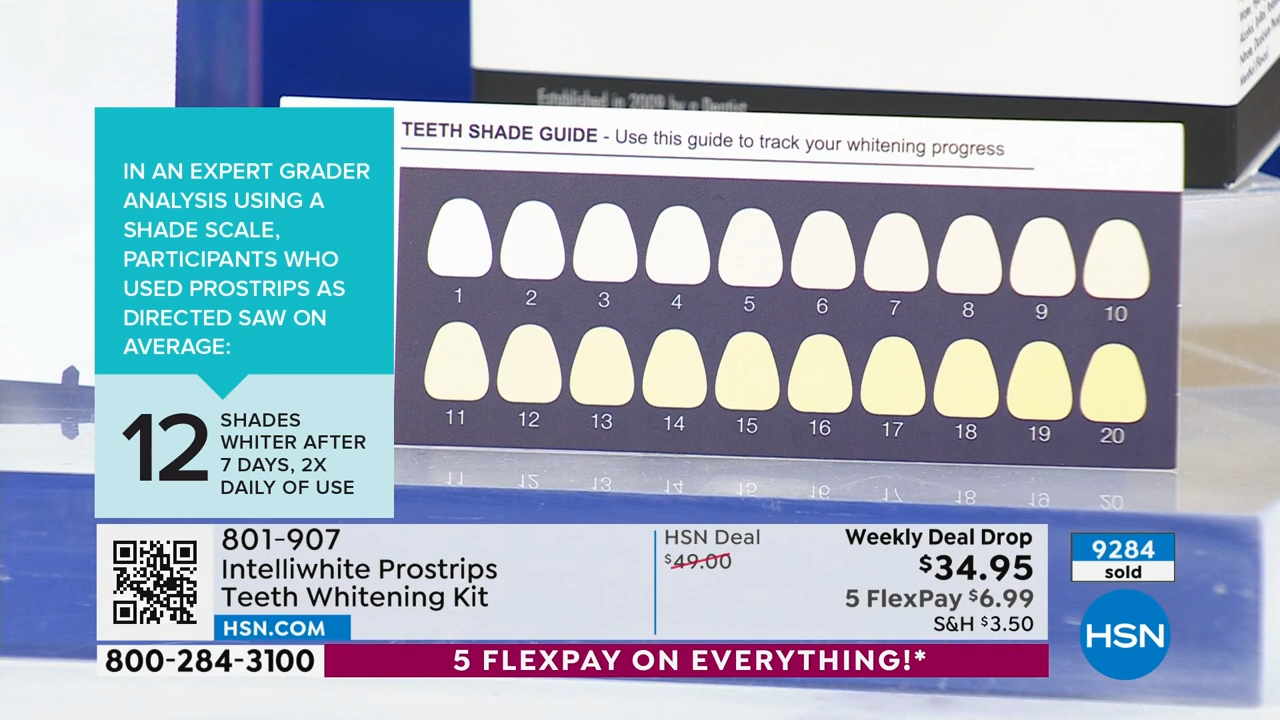 Established in 2009 by a Dentist
TEETH SHADE GUIDE - Use this guide to track your whitening progress
1 2 3 4 5 6 7 8 9 10
11 12 13 14 15 16 17 18 19 20
IN AN EXPERT GRADER
ANALYSIS USING A
SHADE SCALE,
PARTICIPANTS WHO
USED PROSTRIPS AS
DIRECTED SAW ON
AVERAGE:
12
SHADES
WHITER AFTER
7 DAYS, 2X
DAILY OF USE
801-907
Intelliwhite Prostrips
Teeth Whitening Kit
HSN.COM
HSN Deal
$49.00
Weekly Deal Drop
$34.95
5 FlexPay $6.99
S&H $3.50
9284
sold
HSN
800-284-3100
5 FLEXPAY ON EVERYTHING!*